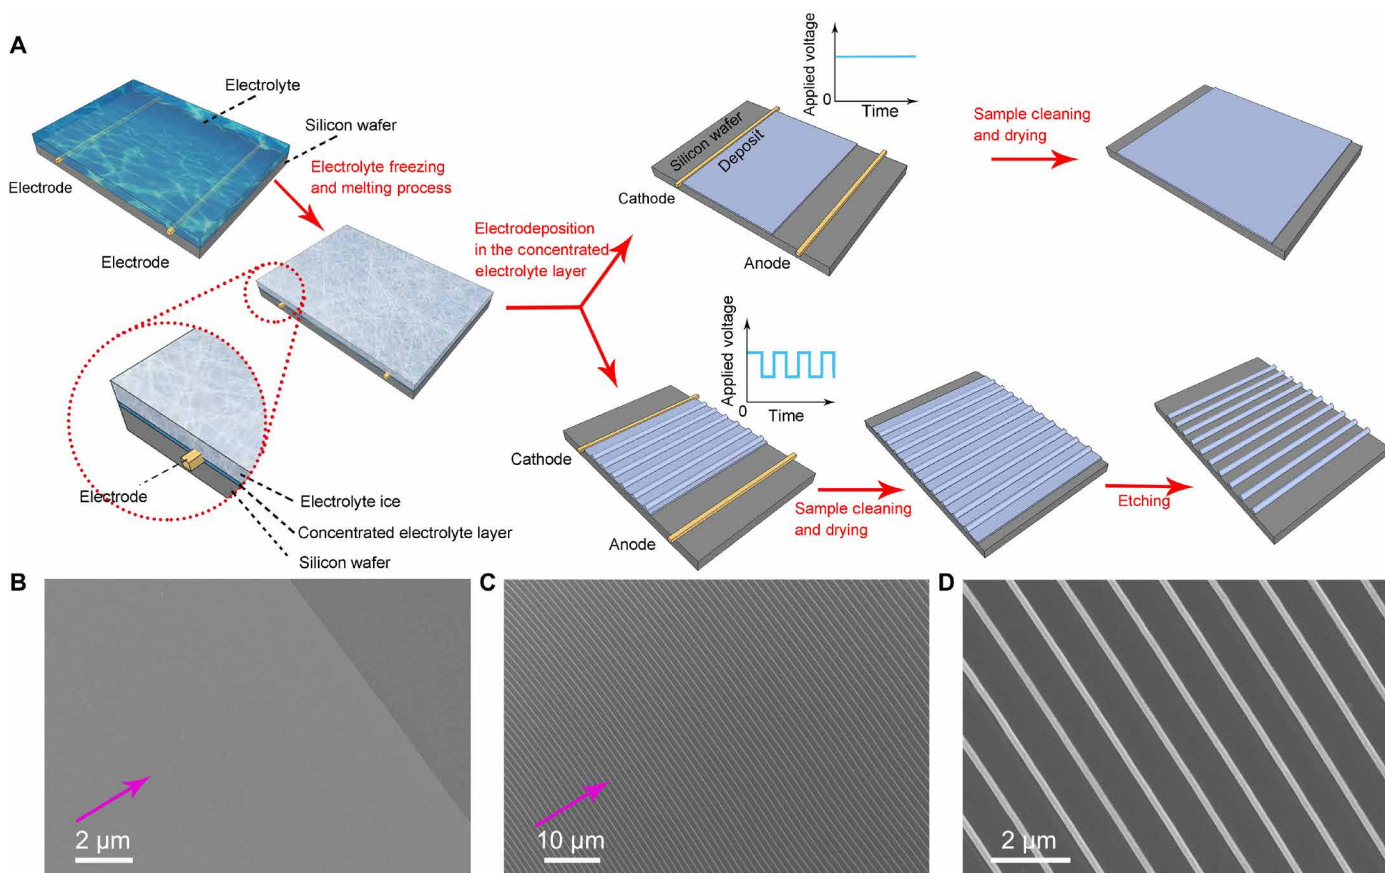 A
Electrolyte
Silicon wafer
Electrode
Electrode
Electrolyte freezing
and melting process
Electrode
Electrolyte ice
Concentrated electrolyte layer
Silicon wafer
Electrodeposition
in the concentrated
electrolyte layer
Applied voltage
0
Time
Silicon wafer
Deposit
Cathode
Anode
Sample cleaning
and drying
Applied voltage
0
Time
Cathode
Anode
Sample cleaning
and drying
Etching
B
2 μm
C
10 μm
D
2 μm